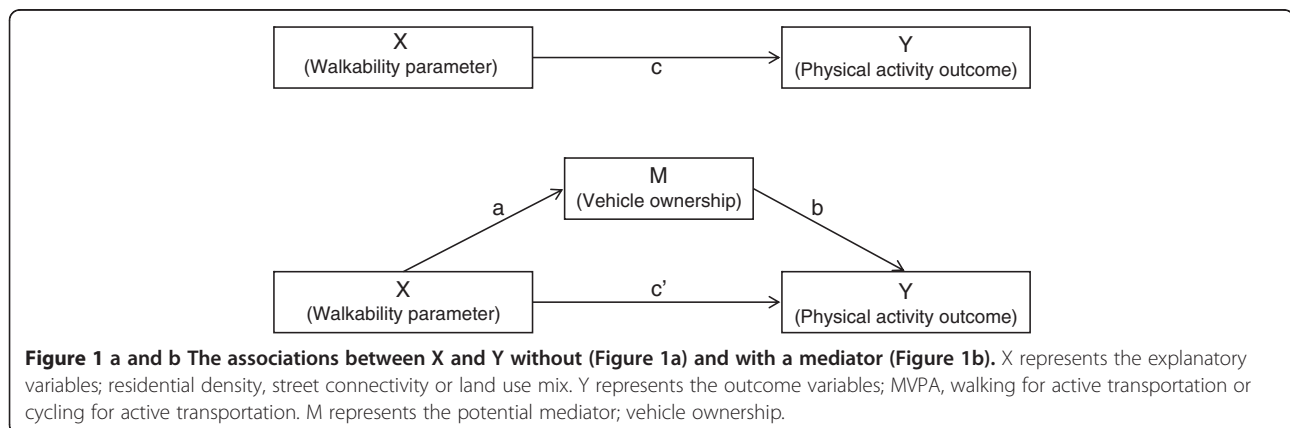 X
(Walkability parameter)
c
Y
(Physical activity outcome)
M
(Vehicle ownership)
a
b
X
(Walkability parameter)
c'
Y
(Physical activity outcome)
Figure 1 a and b The associations between X and Y without (Figure 1a) and with a mediator (Figure 1b). X represents the explanatory
variables; residential density, street connectivity or land use mix. Y represents the outcome variables; MVPA, walking for active transportation or
cycling for active transportation. M represents the potential mediator; vehicle ownership.